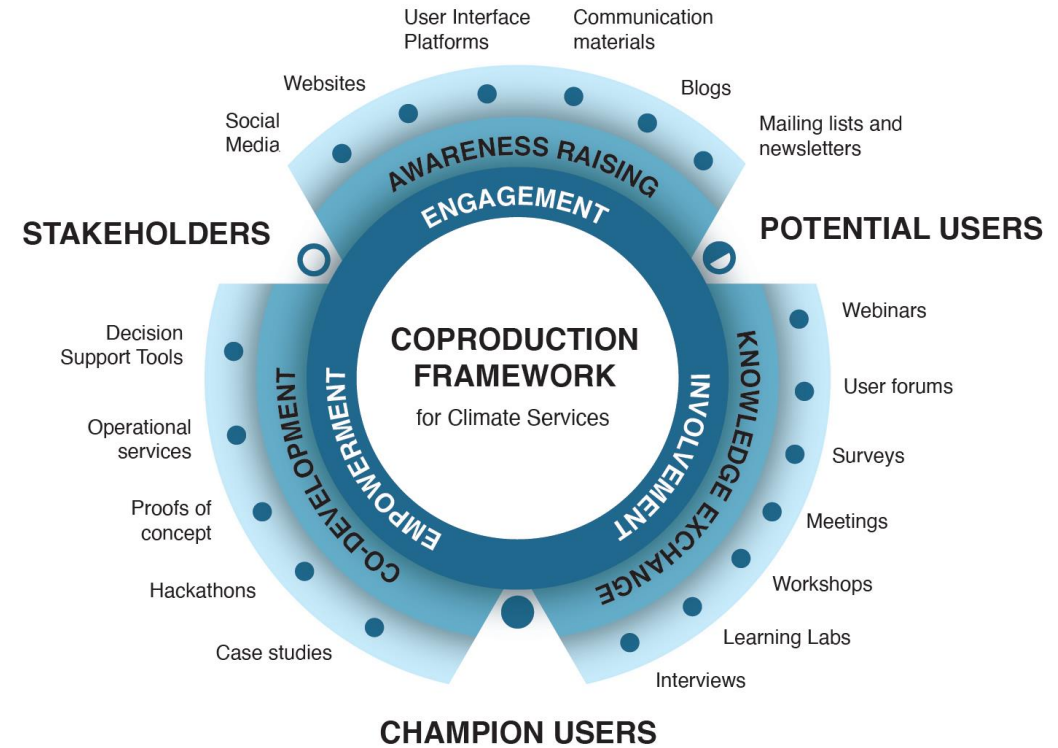 User Interface
Platforms
Communication
materials
Websites
Blogs
Social
Media
Mailing lists and
newsletters
AWARENESS RAISING
ENGAGEMENT
STAKEHOLDERS
POTENTIAL USERS
COPRODUCTION
FRAMEWORK
for Climate Services
INVOLVEMENT
KNOWLEDGE EXCHANGE
Webinars
User forums
Surveys
Meetings
Workshops
Learning Labs
Interviews
EMPOWERMENT
CO-DEVELOPMENT
Decision
Support Tools
Operational
services
Proofs of
concept
Hackathons
Case studies
CHAMPION USERS